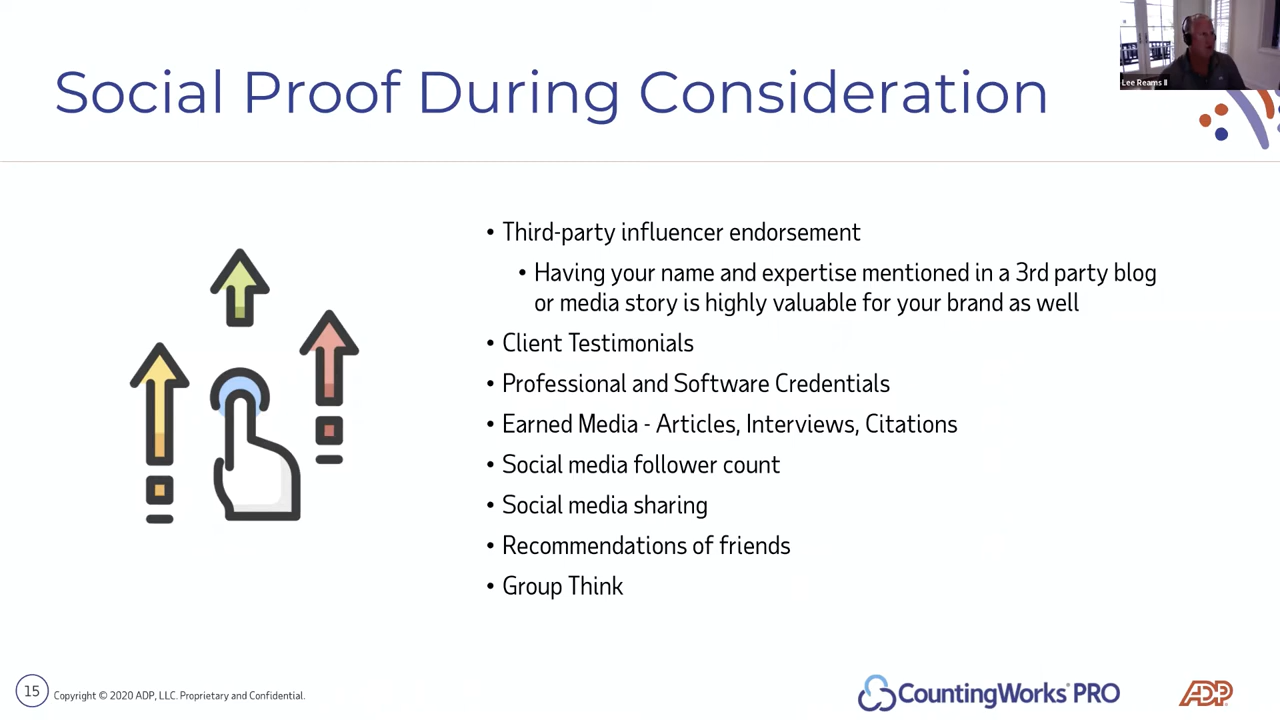 Lee Reams II
Social Proof During Consideration
• Third-party influencer endorsement
• Having your name and expertise mentioned in a 3rd party blog
or media story is highly valuable for your brand as well
• Client Testimonials
• Professional and Software Credentials
• Earned Media - Articles, Interviews, Citations
• Social media follower count
• Social media sharing
• Recommendations of friends
• Group Think
15
Copyright © 2020 ADP, LLC. Proprietary and Confidential.
CountingWorks® PRO
ADP